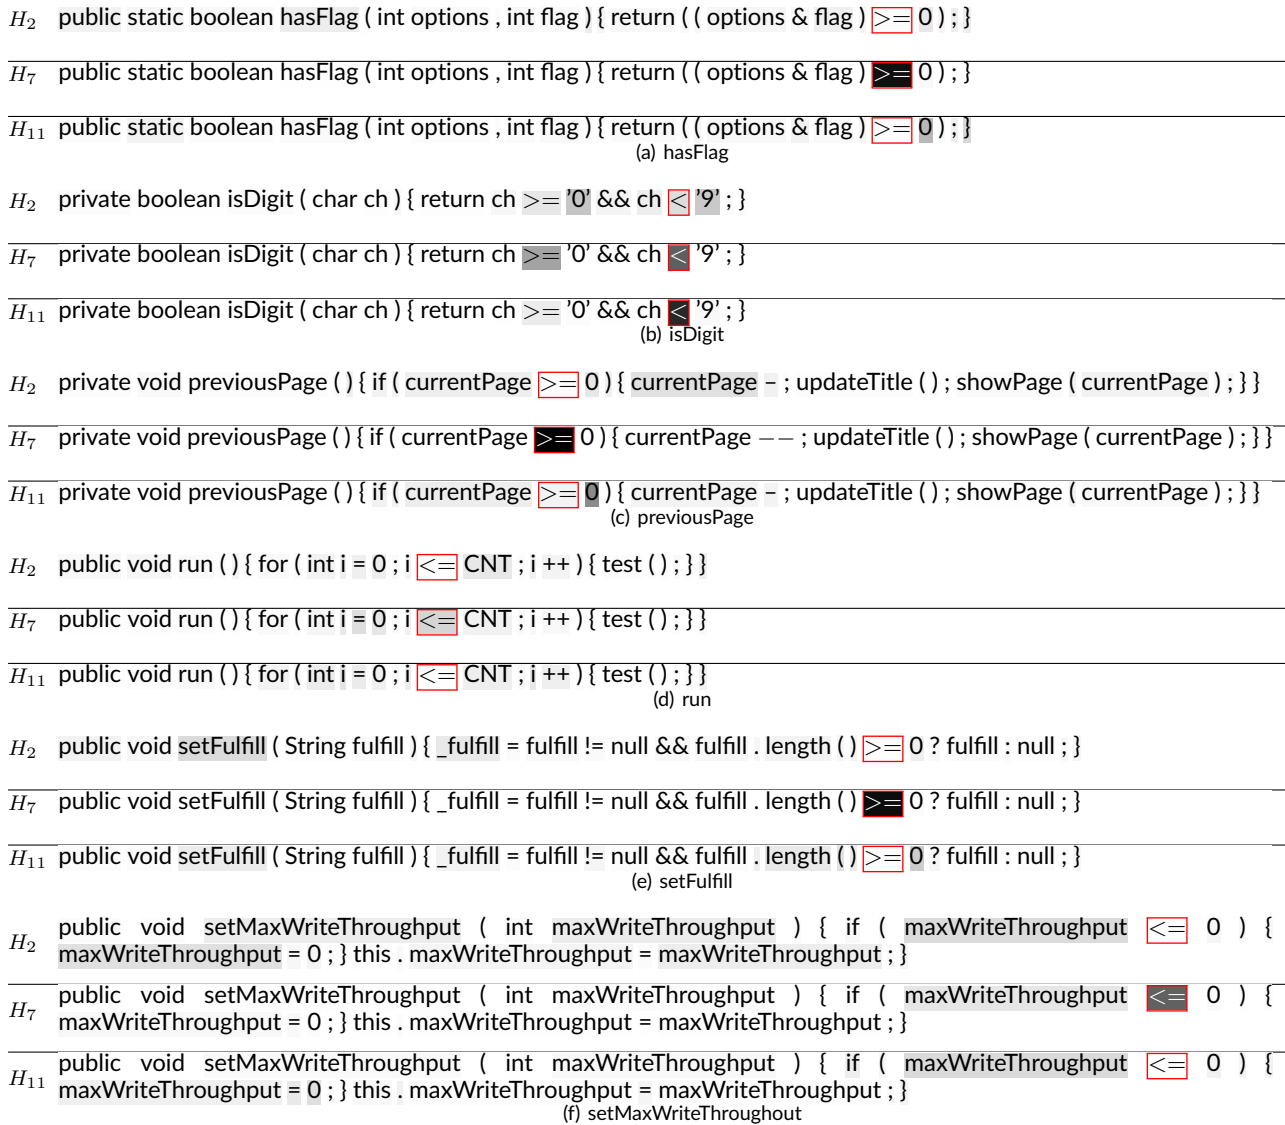 H2 public static boolean hasFlag ( int options , int flag ) { return ( ( options & flag ) >= 0 ) ; }
H7 public static boolean hasFlag ( int options , int flag ) { return ( ( options & flag ) >= 0 ) ; }
H11 public static boolean hasFlag ( int options , int flag ) { return ( ( options & flag ) >= 0 ) ; }
(a) hasFlag
H2 private boolean isDigit ( char ch ) { return ch >= '0' && ch < '9' ; }
H7 private boolean isDigit ( char ch ) { return ch >= '0' && ch < '9' ; }
H11 private boolean isDigit ( char ch ) { return ch >= '0' && ch < '9' ; }
(b) isDigit
H2 private void previousPage ( ) { if ( currentPage >= 0 ) { currentPage – ; updateTitle ( ) ; showPage ( currentPage ) ; } }
H7 private void previousPage ( ) { if ( currentPage >= 0 ) { currentPage −− ; updateTitle ( ) ; showPage ( currentPage ) ; } }
H11 private void previousPage ( ) { if ( currentPage >= 0 ) { currentPage – ; updateTitle ( ) ; showPage ( currentPage ) ; } }
(c) previousPage
H2 public void run ( ) { for ( int i = 0 ; i <= CNT ; i ++ ) { test ( ) ; } }
H7 public void run ( ) { for ( int i = 0 ; i <= CNT ; i ++ ) { test ( ) ; } }
H11 public void run ( ) { for ( int i = 0 ; i <= CNT ; i ++ ) { test ( ) ; } }
(d) run
H2 public void setFulfill ( String fulfill ) { _fulfill = fulfill != null && fulfill . length ( ) >= 0 ? fulfill : null ; }
H7 public void setFulfill ( String fulfill ) { _fulfill = fulfill != null && fulfill . length ( ) >= 0 ? fulfill : null ; }
H11 public void setFulfill ( String fulfill ) { _fulfill = fulfill != null && fulfill . length ( ) >= 0 ? fulfill : null ; }
(e) setFulfill
H2 public void setMaxWriteThroughput ( int maxWriteThroughput ) { if ( maxWriteThroughput <= 0 ) {
maxWriteThroughput = 0 ; } this . maxWriteThroughput = maxWriteThroughput ; }
H7 public void setMaxWriteThroughput ( int maxWriteThroughput ) { if ( maxWriteThroughput <= 0 ) {
maxWriteThroughput = 0 ; } this . maxWriteThroughput = maxWriteThroughput ; }
H11 public void setMaxWriteThroughput ( int maxWriteThroughput ) { if ( maxWriteThroughput <= 0 ) {
maxWriteThroughput = 0 ; } this . maxWriteThroughput = maxWriteThroughput ; }
(f) setMaxWriteThroughout